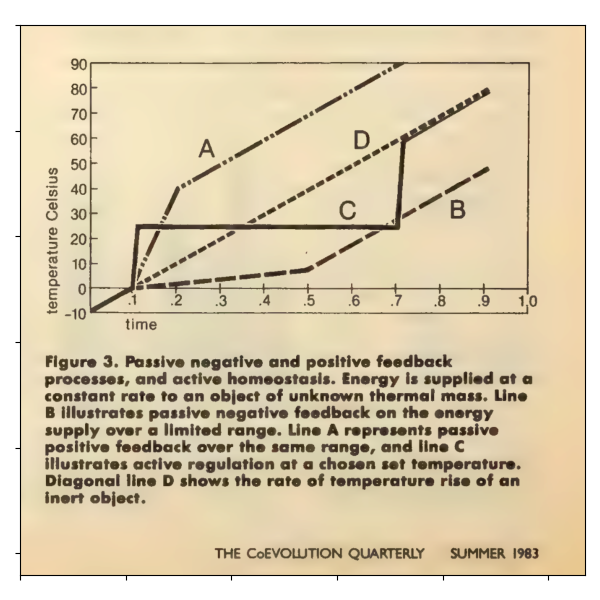 90
80
70
60
50
40
30
20
10
0
-10
temperature Celsius
A
D
C
B
.1 .2 .3 .4 .5 .6 .7 .8 .9 1.0
time
Figure 3. Passive negative and positive feedback
processes, and active homeostasis. Energy is supplied at a
constant rate to an object of unknown thermal mass. Line
B illustrates passive negative feedback on the energy
supply over a limited range. Line A represents passive
positive feedback over the same range, and line C
illustrates active regulation at a chosen set temperature.
Diagonal line D shows the rate of temperature rise of an
inert object.
THE CoEVOLUTION QUARTERLY SUMMER 1983